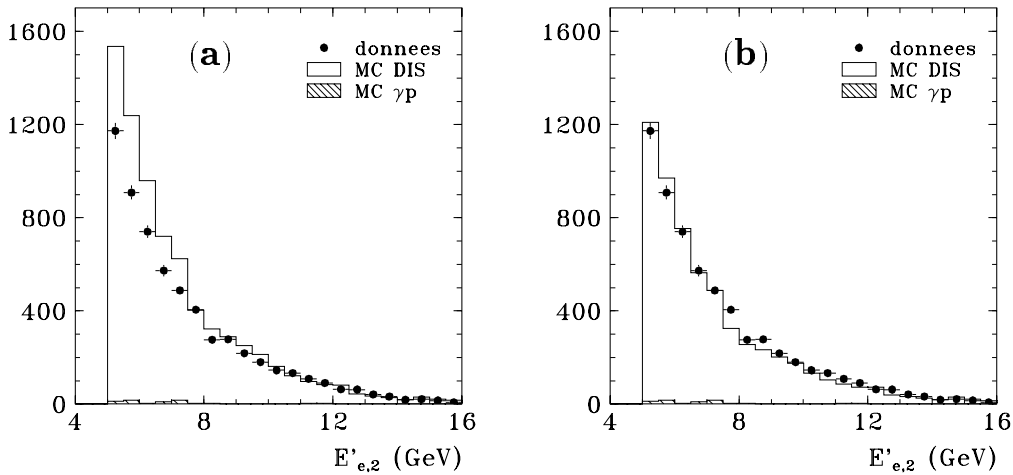 (a)
donnees
MC DIS
MC γp
1600
1200
800
400
0
4
8
12
16
E'e,2 (GeV)
(b)
donnees
MC DIS
MC γp
1600
1200
800
400
0
4
8
12
16
E'e,2 (GeV)